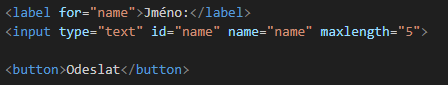 <label for="name">Jméno:</label>
<input type="text" id="name" name="name" maxlength="5">
<button>Odeslat</button>